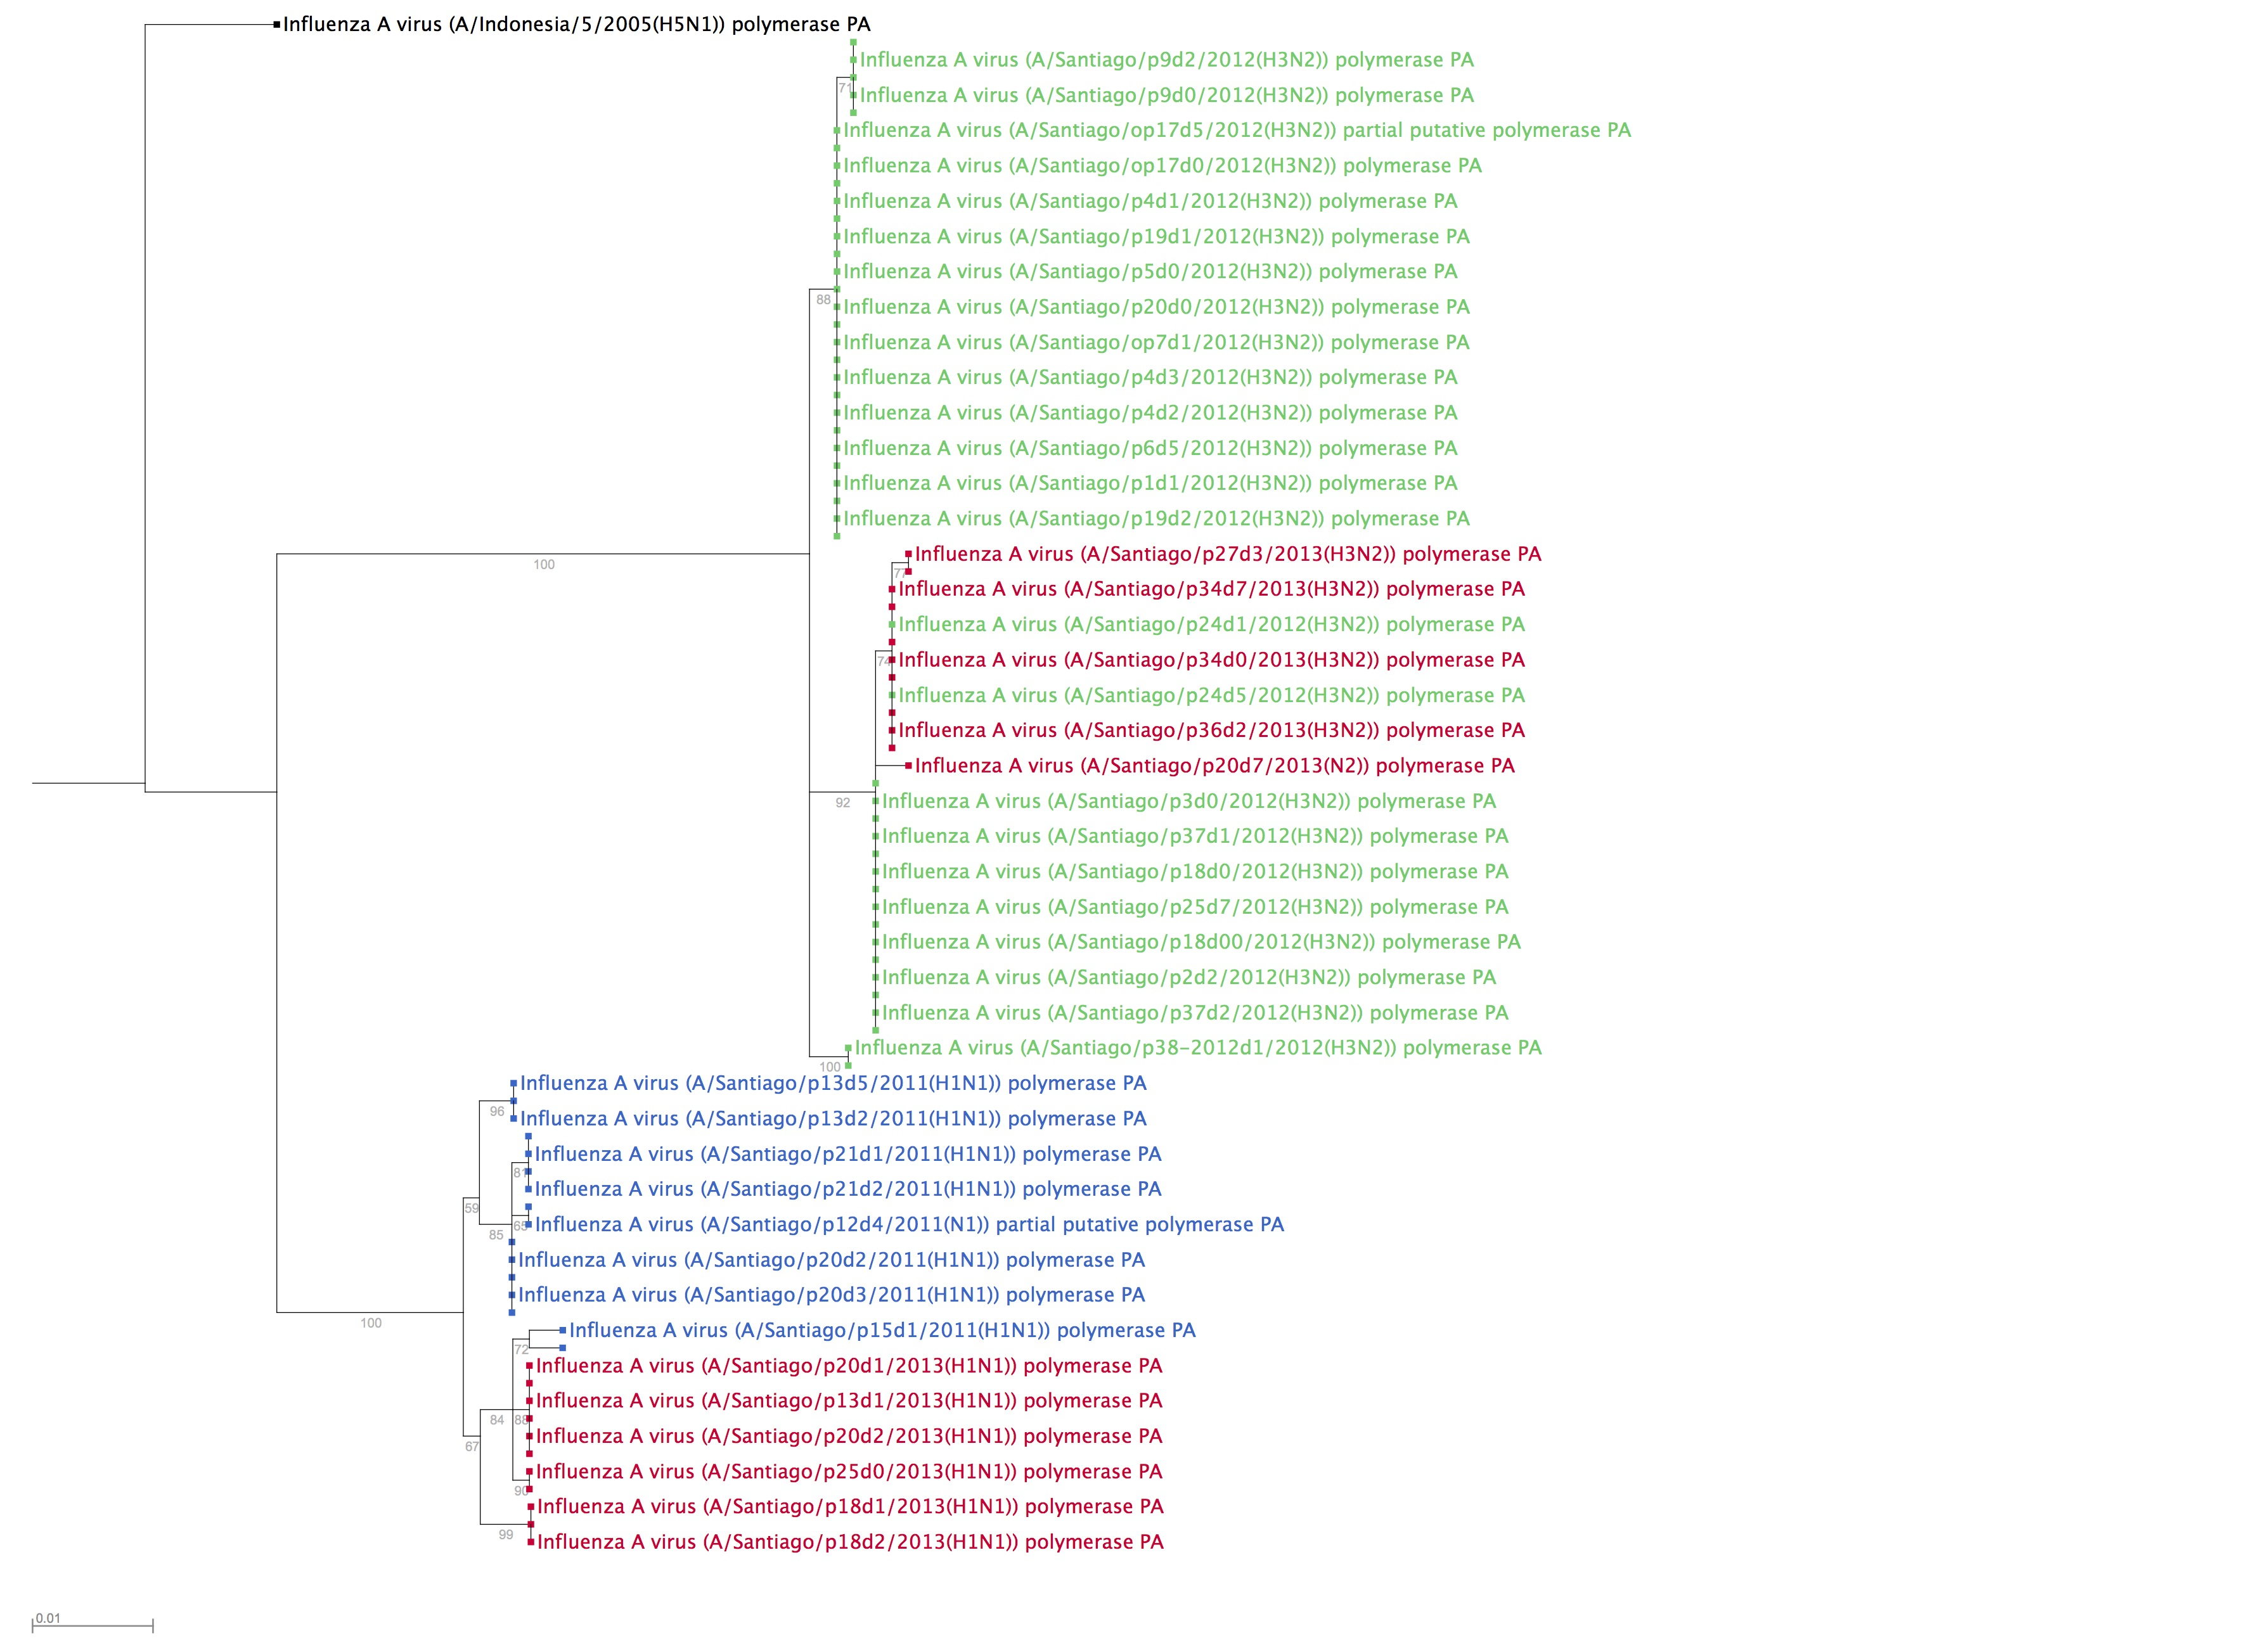 Influenza A virus (A/Indonesia/5/2005(H5N1)) polymerase PA
Influenza A virus (A/Santiago/p9d2/2012(H3N2)) polymerase PA
71
Influenza A virus (A/Santiago/p9d0/2012(H3N2)) polymerase PA
Influenza A virus (A/Santiago/op17d5/2012(H3N2)) partial putative polymerase PA
Influenza A virus (A/Santiago/op17d0/2012(H3N2)) polymerase PA
Influenza A virus (A/Santiago/p4d1/2012(H3N2)) polymerase PA
Influenza A virus (A/Santiago/p19d1/2012(H3N2)) polymerase PA
Influenza A virus (A/Santiago/p5d0/2012(H3N2)) polymerase PA
88
Influenza A virus (A/Santiago/p20d0/2012(H3N2)) polymerase PA
Influenza A virus (A/Santiago/op7d1/2012(H3N2)) polymerase PA
Influenza A virus (A/Santiago/p4d3/2012(H3N2)) polymerase PA
Influenza A virus (A/Santiago/p4d2/2012(H3N2)) polymerase PA
Influenza A virus (A/Santiago/p6d5/2012(H3N2)) polymerase PA
Influenza A virus (A/Santiago/p1d1/2012(H3N2)) polymerase PA
Influenza A virus (A/Santiago/p19d2/2012(H3N2)) polymerase PA
Influenza A virus (A/Santiago/p27d3/2013(H3N2)) polymerase PA
100
77
Influenza A virus (A/Santiago/p34d7/2013(H3N2)) polymerase PA
Influenza A virus (A/Santiago/p24d1/2012(H3N2)) polymerase PA
74
Influenza A virus (A/Santiago/p34d0/2013(H3N2)) polymerase PA
Influenza A virus (A/Santiago/p24d5/2012(H3N2)) polymerase PA
Influenza A virus (A/Santiago/p36d2/2013(H3N2)) polymerase PA
Influenza A virus (A/Santiago/p20d7/2013(N2)) polymerase PA
92
Influenza A virus (A/Santiago/p3d0/2012(H3N2)) polymerase PA
Influenza A virus (A/Santiago/p37d1/2012(H3N2)) polymerase PA
Influenza A virus (A/Santiago/p18d0/2012(H3N2)) polymerase PA
Influenza A virus (A/Santiago/p25d7/2012(H3N2)) polymerase PA
Influenza A virus (A/Santiago/p18d00/2012(H3N2)) polymerase PA
Influenza A virus (A/Santiago/p2d2/2012(H3N2)) polymerase PA
Influenza A virus (A/Santiago/p37d2/2012(H3N2)) polymerase PA
Influenza A virus (A/Santiago/p38-2012d1/2012(H3N2)) polymerase PA
100
Influenza A virus (A/Santiago/p13d5/2011(H1N1)) polymerase PA
96
Influenza A virus (A/Santiago/p13d2/2011(H1N1)) polymerase PA
Influenza A virus (A/Santiago/p21d1/2011(H1N1)) polymerase PA
81
Influenza A virus (A/Santiago/p21d2/2011(H1N1)) polymerase PA
59
65
Influenza A virus (A/Santiago/p12d4/2011(N1)) partial putative polymerase PA
85
Influenza A virus (A/Santiago/p20d2/2011(H1N1)) polymerase PA
Influenza A virus (A/Santiago/p20d3/2011(H1N1)) polymerase PA
100
Influenza A virus (A/Santiago/p15d1/2011(H1N1)) polymerase PA
72
Influenza A virus (A/Santiago/p20d1/2013(H1N1)) polymerase PA
Influenza A virus (A/Santiago/p13d1/2013(H1N1)) polymerase PA
84
Influenza A virus (A/Santiago/p20d2/2013(H1N1)) polymerase PA
67
Influenza A virus (A/Santiago/p25d0/2013(H1N1)) polymerase PA
90
Influenza A virus (A/Santiago/p18d1/2013(H1N1)) polymerase PA
99
Influenza A virus (A/Santiago/p18d2/2013(H1N1)) polymerase PA
0.01